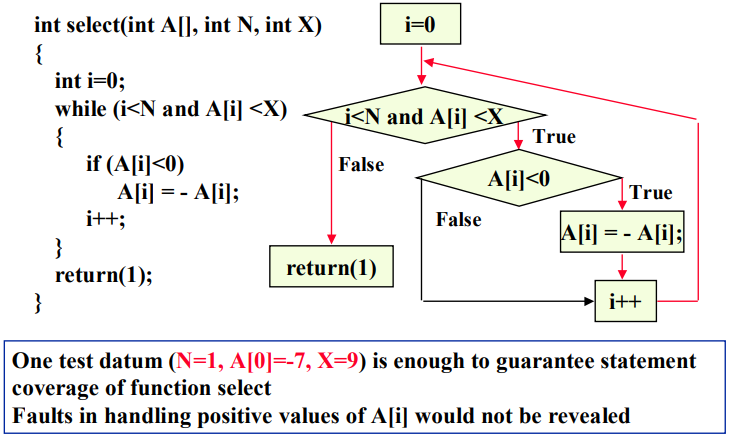 int select(int A[], int N, int X)
{
int i=0;
while (i<N and A[i] <X)
{
if (A[i]<0)
A[i] = - A[i];
i++;
}
return(1);
}
i=0
i<N and A[i] <X
True
False
A[i]<0
True
False
A[i] = - A[i];
return(1)
i++
One test datum (N=1, A[0]=-7, X=9) is enough to guarantee statement
coverage of function select
Faults in handling positive values of A[i] would not be revealed